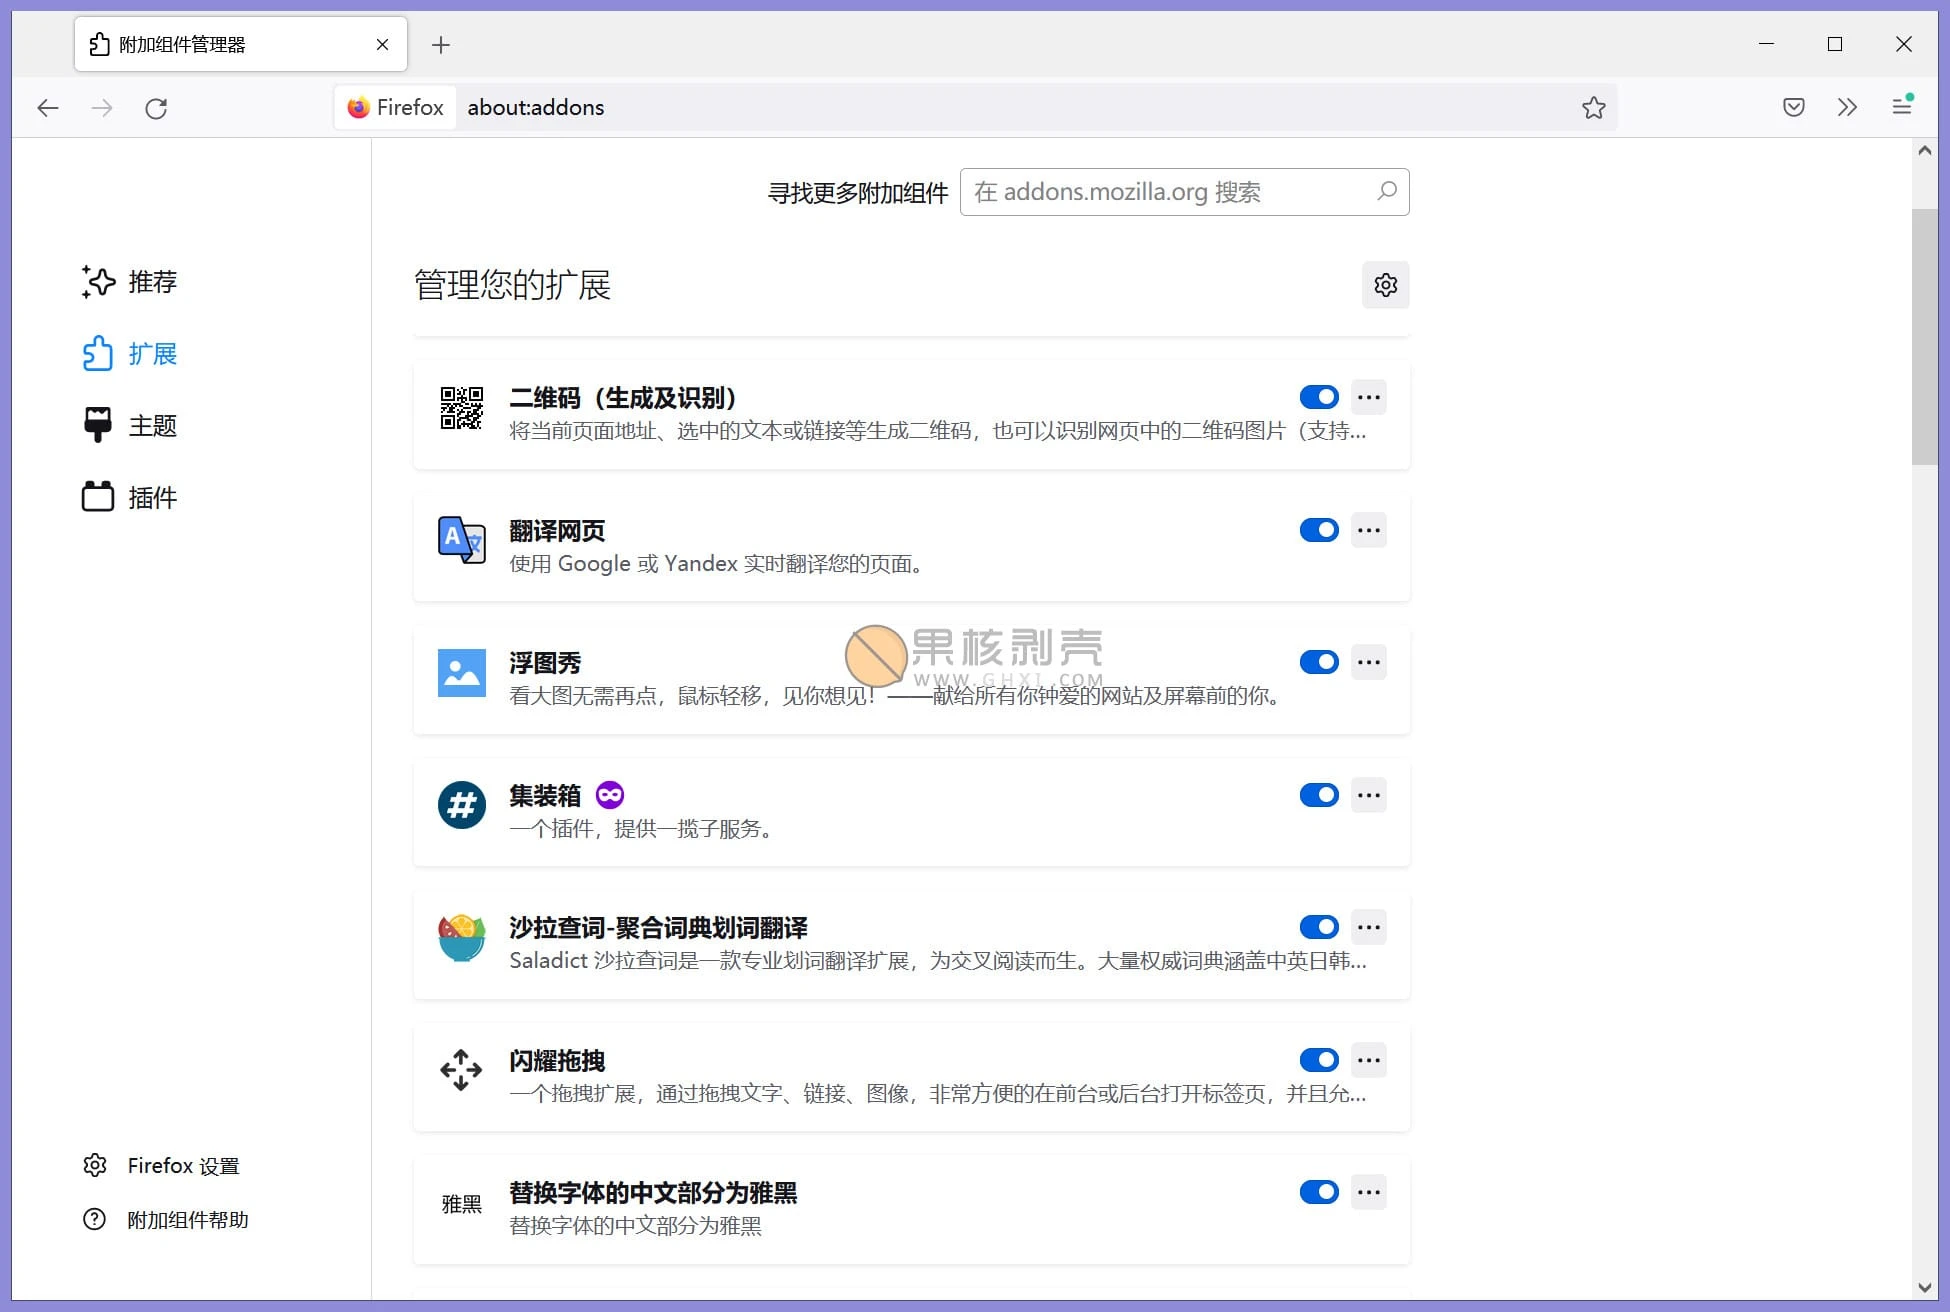 附加组件管理器
Firefox about:addons
寻找更多附加组件 在 addons.mozilla.org 搜索
推荐
扩展
主题
插件
Firefox 设置
附加组件帮助
管理您的扩展
二维码（生成及识别）
将当前页面地址、选中的文本或链接等生成二维码，也可以识别网页中的二维码图片（支持...
翻译网页
使用 Google 或 Yandex 实时翻译您的页面。
果核剥壳
WWW.GHXI.COM
浮图秀
看大图无需再点，鼠标轻移，见你想见！——献给所有你钟爱的网站及屏幕前的你。
集装箱
一个插件，提供一揽子服务。
沙拉查词-聚合词典划词翻译
Saladict 沙拉查词是一款专业划词翻译扩展，为交叉阅读而生。大量权威词典涵盖中英日韩...
闪耀拖拽
一个拖拽扩展，通过拖拽文字、链接、图像，非常方便的在前台或后台打开标签页，并且允...
雅黑
替换字体的中文部分为雅黑
替换字体的中文部分为雅黑